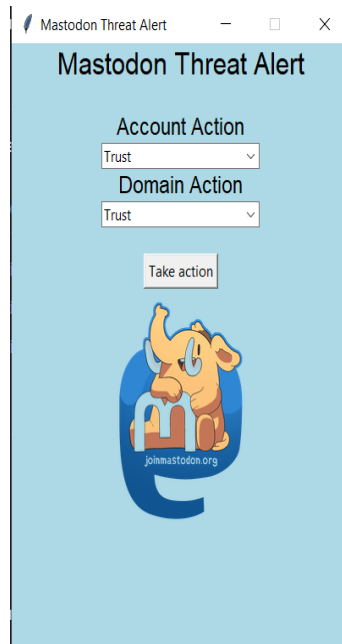 Mastodon Threat Alert
Mastodon Threat Alert
Account Action
Trust
Domain Action
Trust
Take action
joinmastodon.org